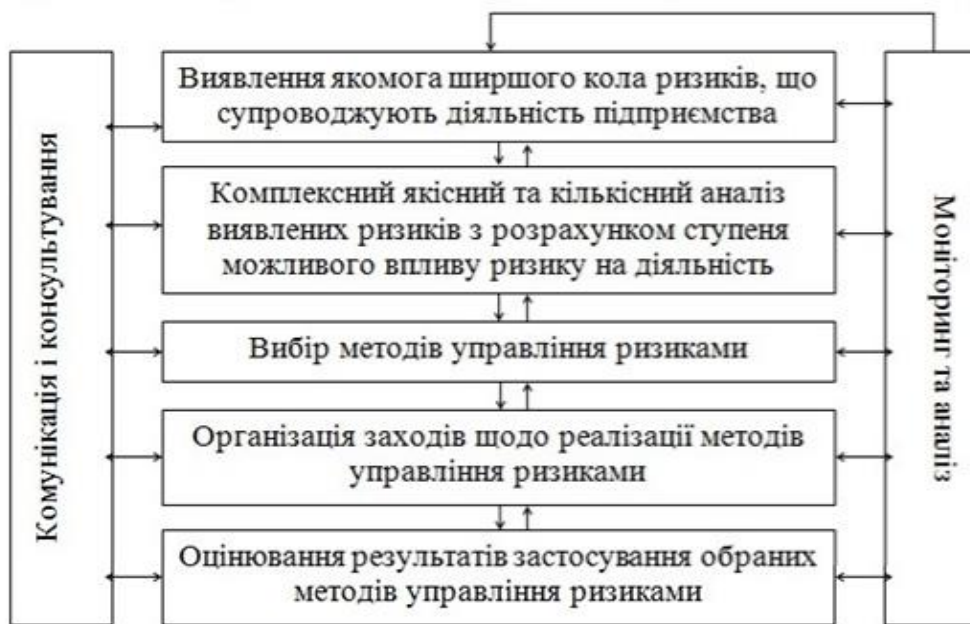 Комунікація і консультування
Виявлення якомога ширшого кола ризиків, що
супроводжують діяльність підприємства
Комплексний якісний та кількісний аналіз
виявлених ризиків з розрахунком ступеня
можливого впливу ризику на діяльність
Вибір методів управління ризиками
Організація заходів щодо реалізації методів
управління ризиками
Оцінювання результатів застосування обраних
методів управління ризиками
Моніторинг та аналіз